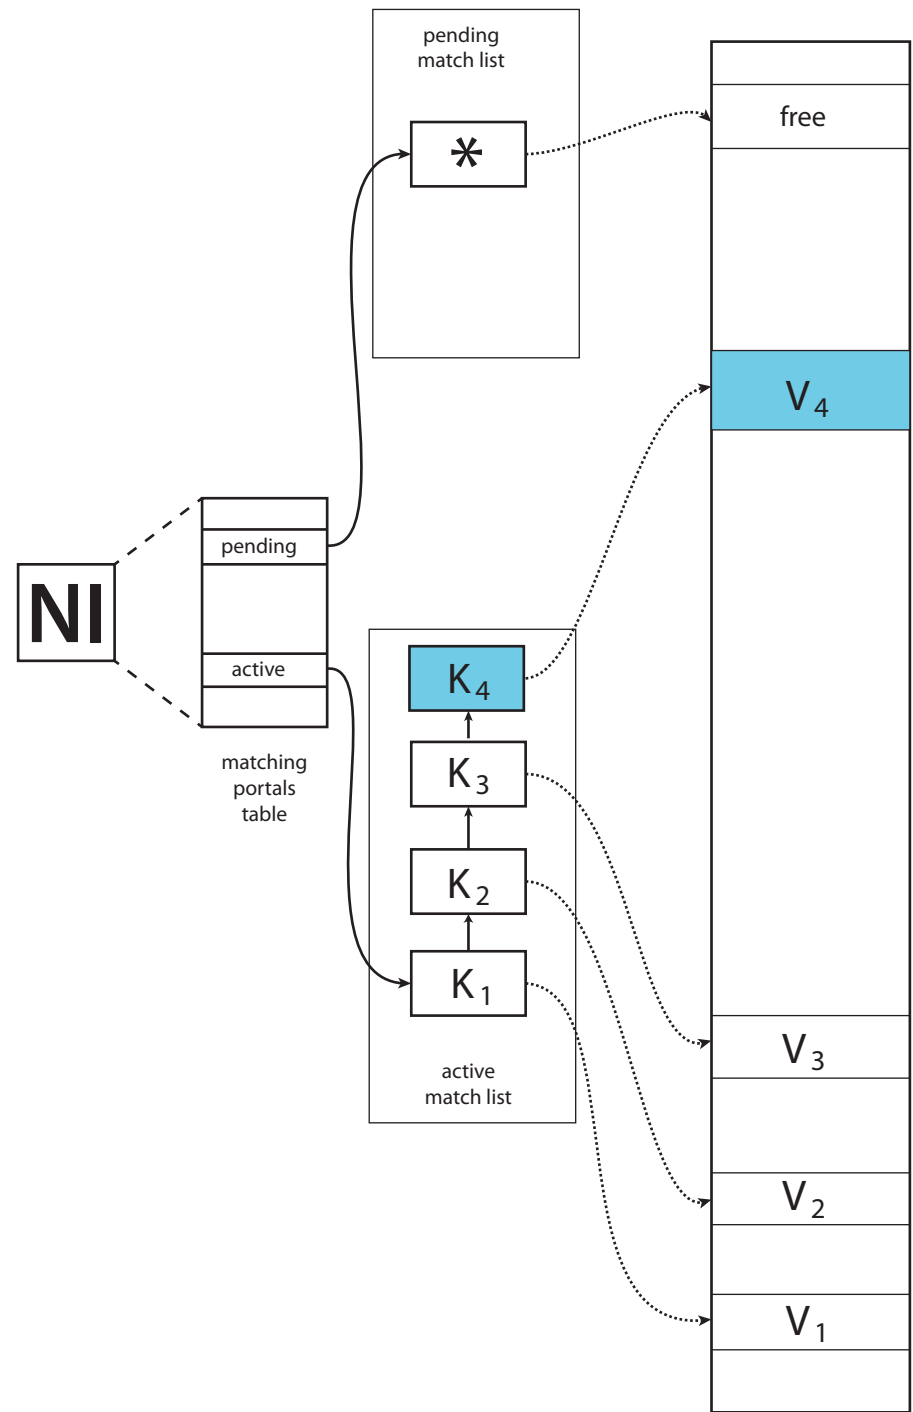 pending
match list
*
free
V4
NI
pending
active
matching
portals
table
K4
K3
K2
K1
active
match list
V3
V2
V1